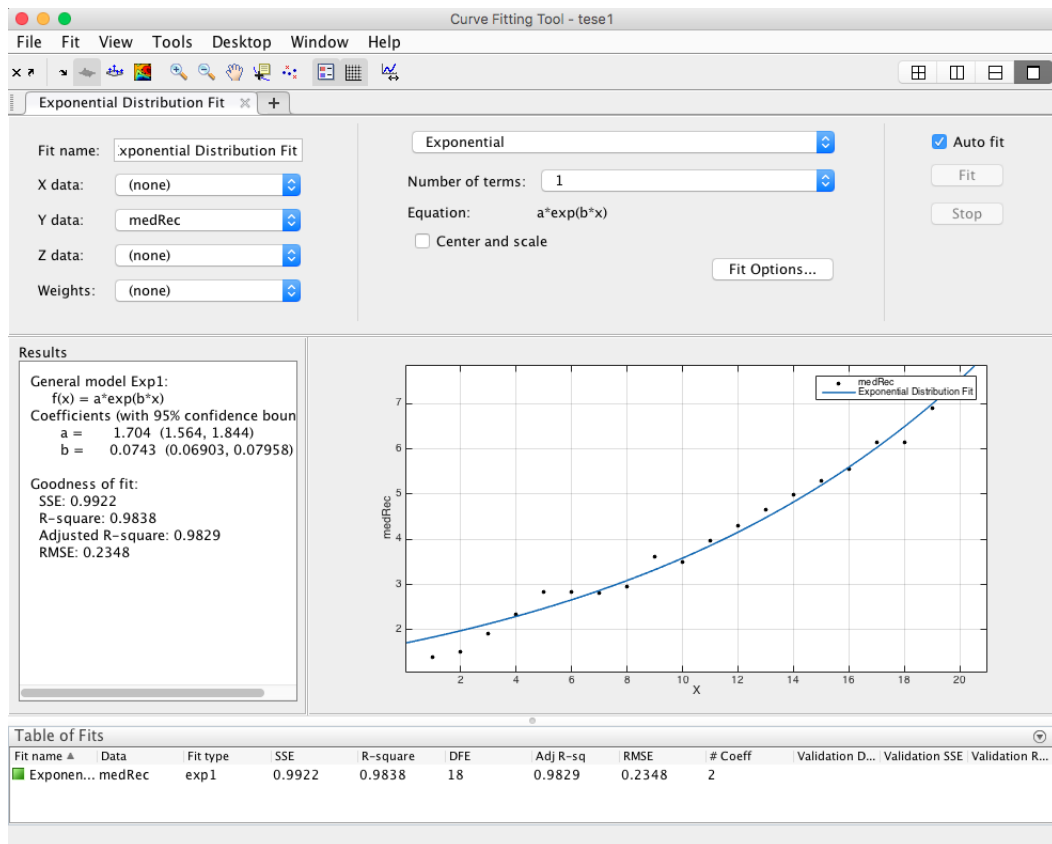 Curve Fitting Tool - tese1
File Fit View Tools Desktop Window Help
Exponential Distribution Fit
Fit name: xponential Distribution Fit
X data: (none)
Y data: medRec
Z data: (none)
Weights: (none)
Exponential
Number of terms: 1
Equation: a*exp(b*x)
Center and scale
Fit Options...
Auto fit
Fit
Stop
Results
General model Exp1:
f(x) = a*exp(b*x)
Coefficients (with 95% confidence boun
a = 1.704 (1.564, 1.844)
b = 0.0743 (0.06903, 0.07958)
Goodness of fit:
SSE: 0.9922
R-square: 0.9838
Adjusted R-square: 0.9829
RMSE: 0.2348
medRec
Exponential Distribution Fit
7
6
5
4
3
2
medRec
2 4 6 8 10 12 14 16 18 20
X
Table of Fits
Fit name Data Fit type SSE R-square DFE Adj R-sq RMSE # Coeff Validation D... Validation SSE Validation R...
Exponen... medRec exp1 0.9922 0.9838 18 0.9829 0.2348 2